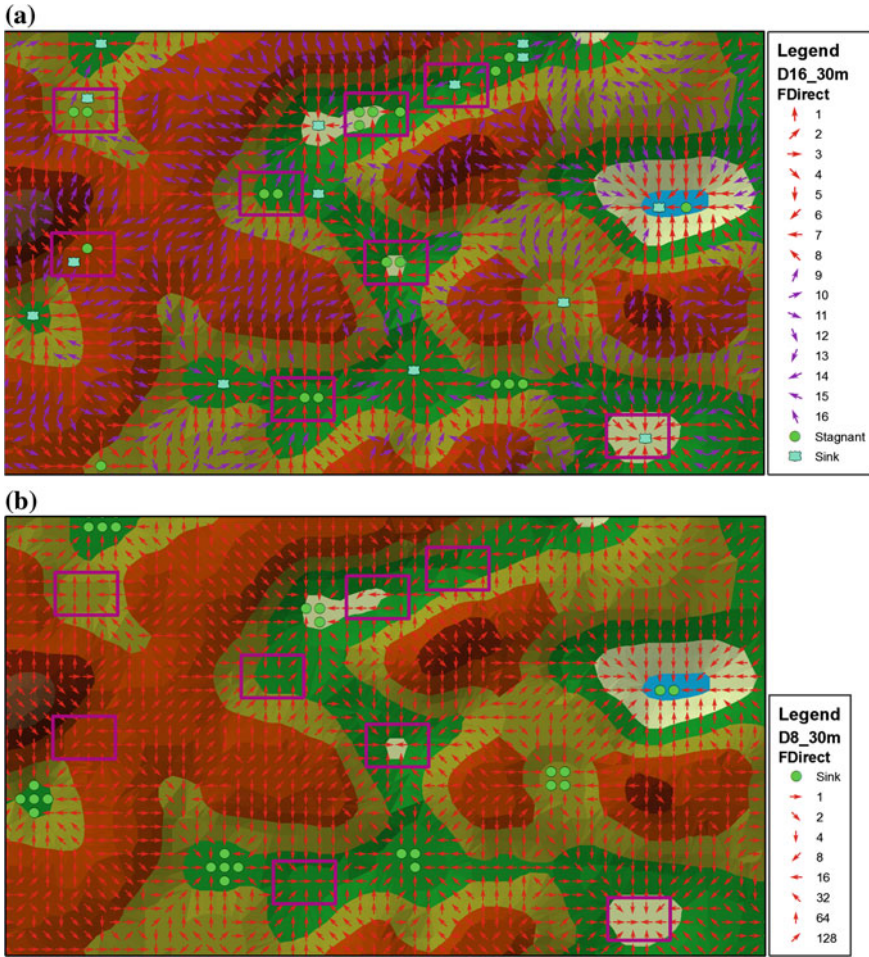 (a)
Legend
D16_30m
FDirect
1
2
3
4
5
6
7
8
9
10
11
12
13
14
15
16
Stagnant
Sink
(b)
Legend
D8_30m
FDirect
Sink
1
2
4
8
16
32
64
128